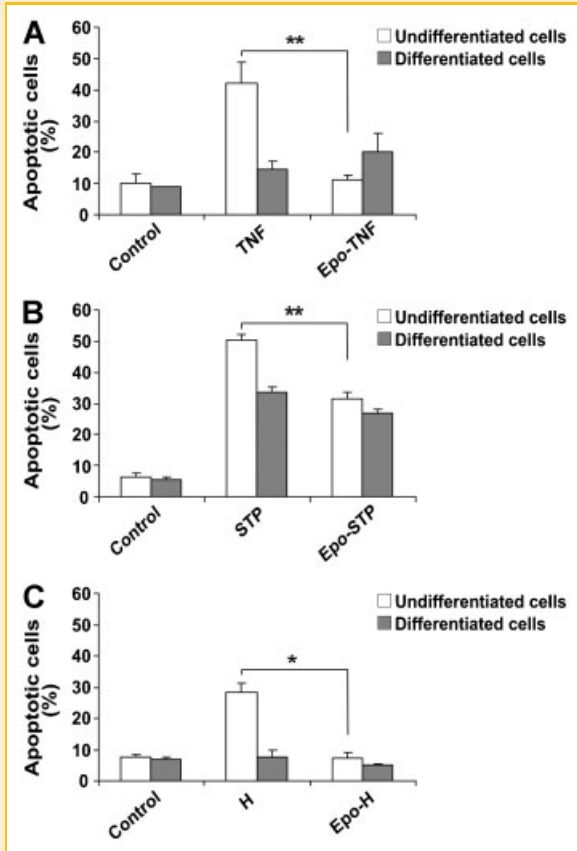 A
Apoptotic cells
(%)
60
50
40
30
20
10
0
**
Undifferentiated cells
Differentiated cells
Control
TNF
Epo-TNF
B
Apoptotic cells
(%)
60
50
40
30
20
10
0
**
Undifferentiated cells
Differentiated cells
Control
STP
Epo-STP
C
Apoptotic cells
(%)
60
50
40
30
20
10
0
*
Undifferentiated cells
Differentiated cells
Control
H
Epo-H